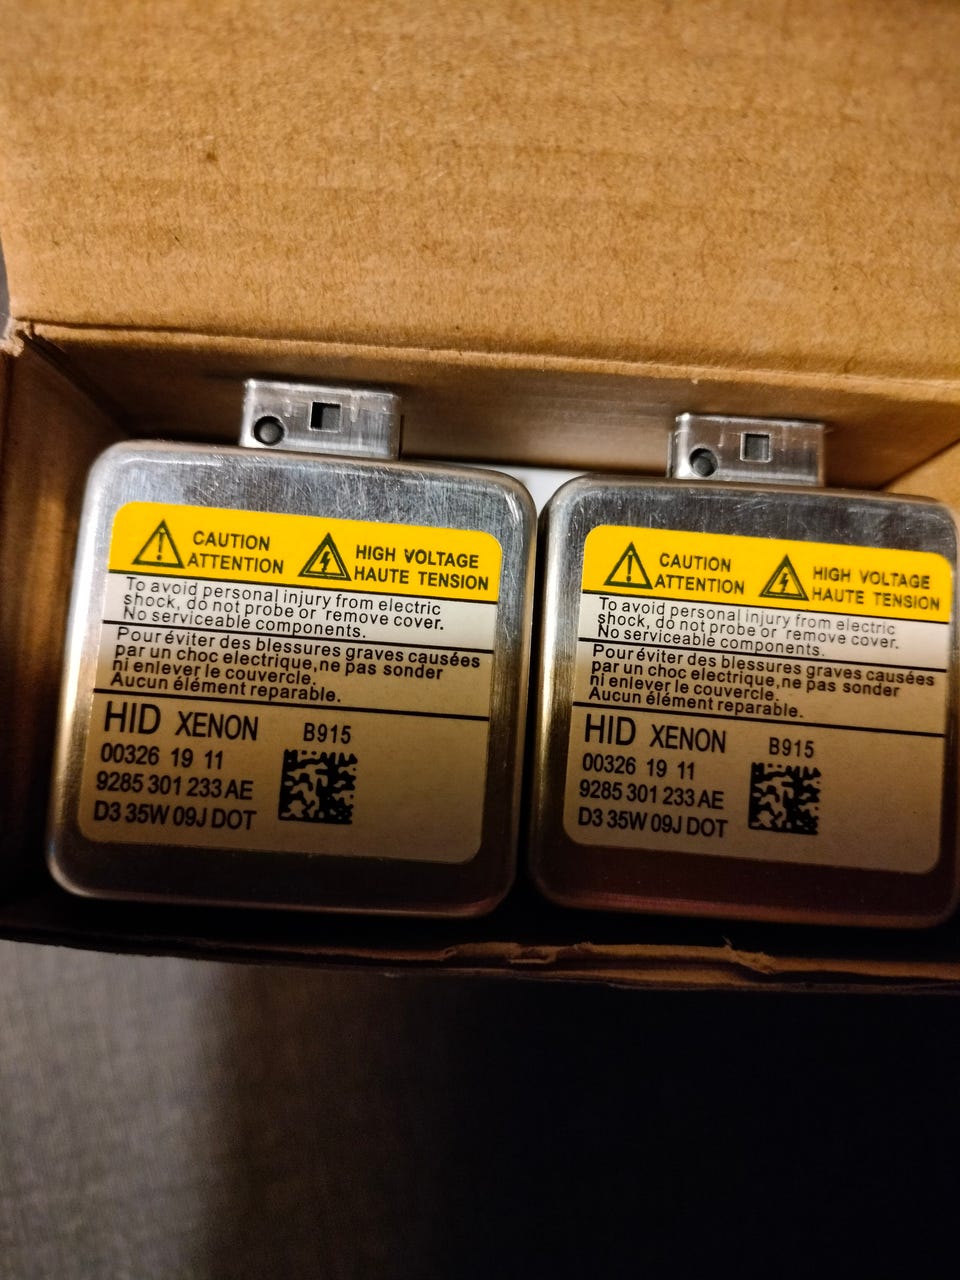 CAUTION
ATTENTION
HIGH VOLTAGE
HAUTE TENSION
To avoid personal injury from electric
shock, do not probe or remove cover.
No serviceable components.
Pour éviter des blessures graves causées
par un choc electrique,ne pas sonder
ni enlever le couvercle.
Aucun élément reparable.
HID XENON B915
00326 19 11
9285 301 233 AE
D3 35W 09J DOT
CAUTION
ATTENTION
HIGH VOLTAGE
HAUTE TENSION
To avoid personal injury from electric
shock, do not probe or remove cover.
No serviceable components.
Pour éviter des blessures graves causées
par un choc electrique,ne pas sonder
ni enlever le couvercle.
Aucun élément reparable.
HID XENON B915
00326 19 11
9285 301 233 AE
D3 35W 09J DOT